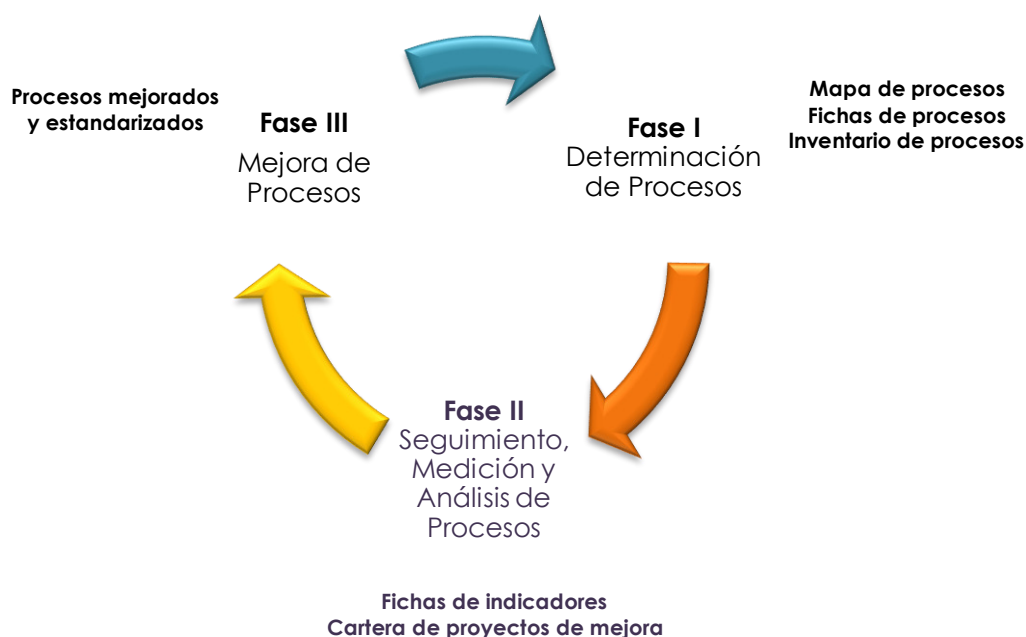 Procesos mejorados
y estandarizados
Fase III
Mejora de
Procesos
Fase I
Determinación
de Procesos
Mapa de procesos
Fichas de procesos
Inventario de procesos
Fase II
Seguimiento,
Medición y
Análisis de
Procesos
Fichas de indicadores
Cartera de proyectos de mejora